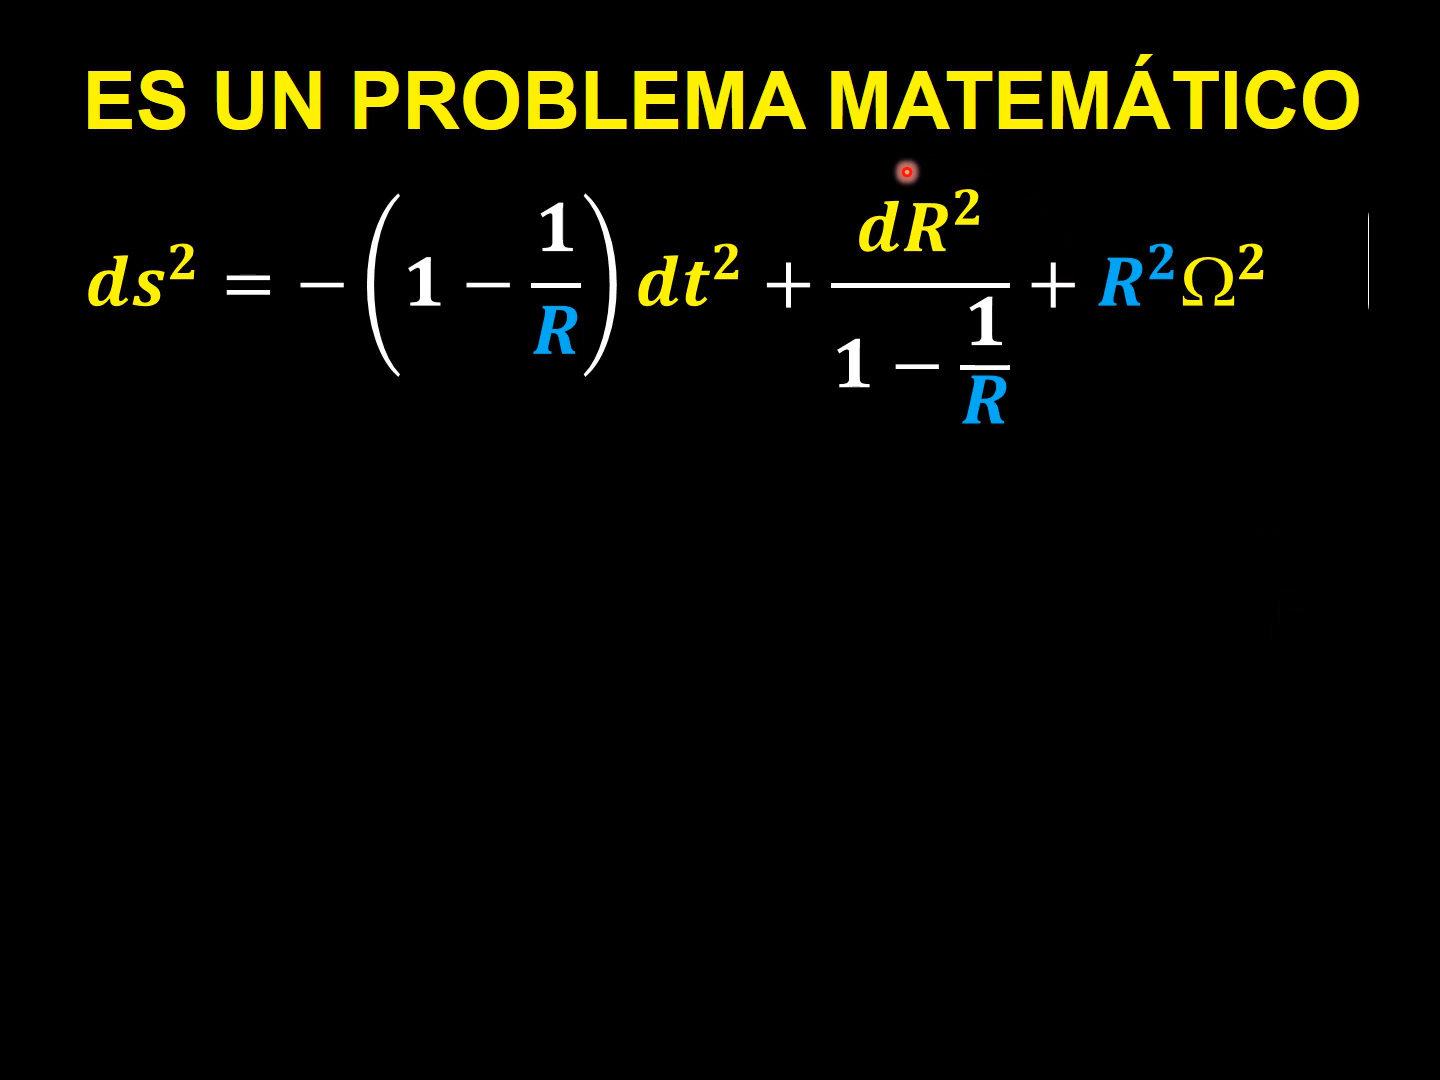 ES UN PROBLEMA MATEMÁTICO
ds² = −(1 − 1/R) dt² + dR²/(1 − 1/R) + R²Ω²